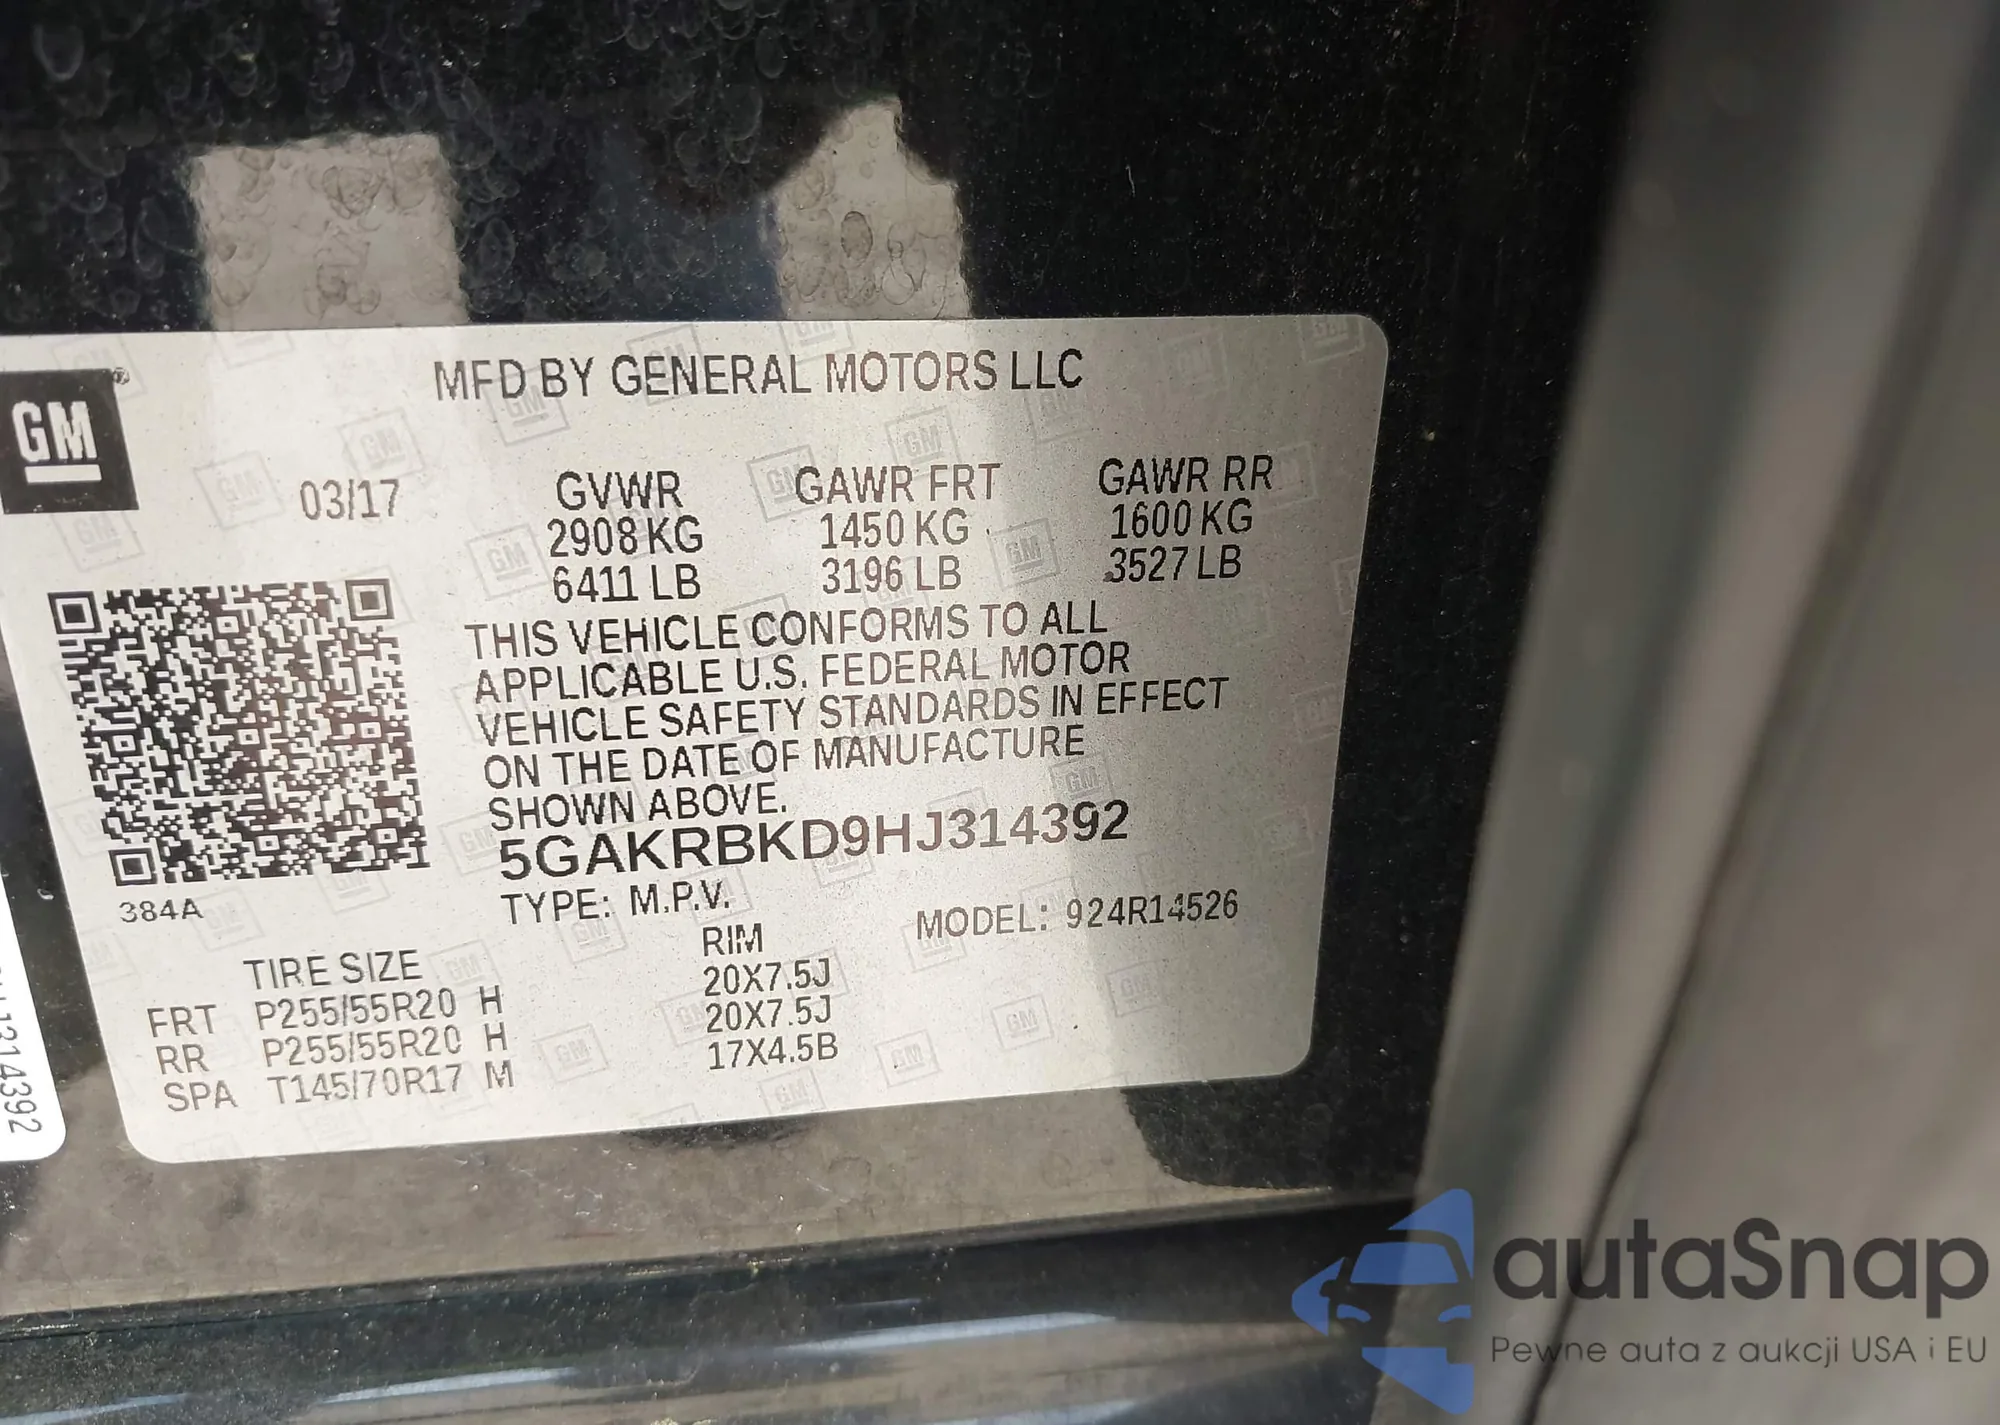 GM®
MFD BY GENERAL MOTORS LLC
03/17
GVWR GAWR FRT GAWR RR
2908 KG 1450 KG 1600 KG
6411 LB 3196 LB 3527 LB
THIS VEHICLE CONFORMS TO ALL
APPLICABLE U.S. FEDERAL MOTOR
VEHICLE SAFETY STANDARDS IN EFFECT
ON THE DATE OF MANUFACTURE
SHOWN ABOVE.
5GAKRBKD9HJ314392
384A
TYPE: M.P.V. MODEL: 924R14526
TIRE SIZE RIM
FRT P255/55R20 H 20X7.5J
RR P255/55R20 H 20X7.5J
SPA T145/70R17 M 17X4.5B
314392
autaSnap
Pewne auta z aukcji USA i EU